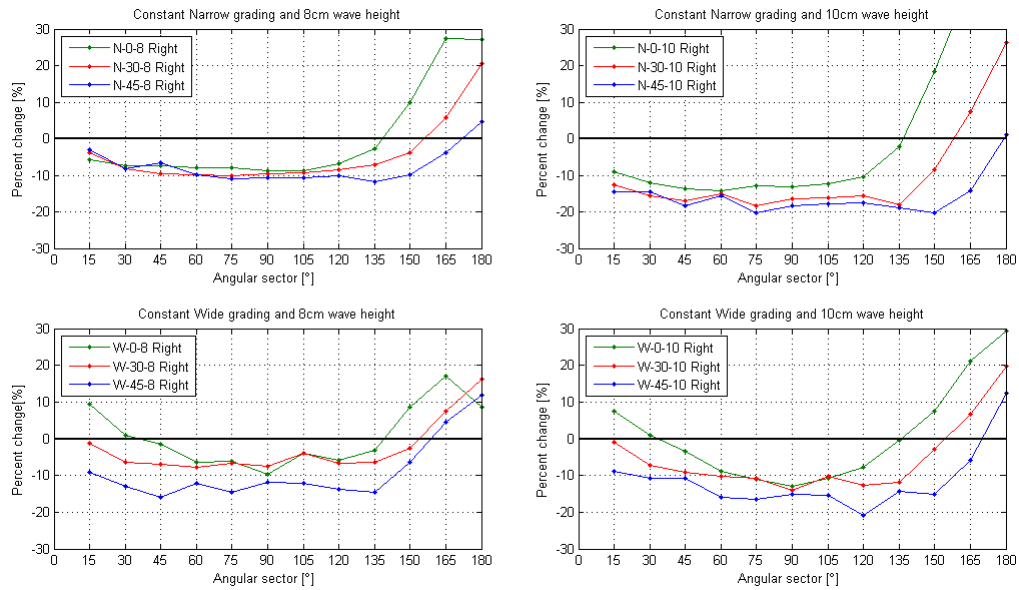 Constant Narrow grading and 8cm wave height
Percent change [%]
30
20
10
0
-10
-20
-30
N-0-8 Right
N-30-8 Right
N-45-8 Right
0 15 30 45 60 75 90 105 120 135 150 165 180
Angular sector [°]
Constant Narrow grading and 10cm wave height
Percent change [%]
30
20
10
0
-10
-20
-30
N-0-10 Right
N-30-10 Right
N-45-10 Right
0 15 30 45 60 75 90 105 120 135 150 165 180
Angular sector [°]
Constant Wide grading and 8cm wave height
Percent change[%]
30
20
10
0
-10
-20
-30
W-0-8 Right
W-30-8 Right
W-45-8 Right
0 15 30 45 60 75 90 105 120 135 150 165 180
Angular sector [°]
Constant Wide grading and 10cm wave height
Percent change [%]
30
20
10
0
-10
-20
-30
W-0-10 Right
W-30-10 Right
W-45-10 Right
0 15 30 45 60 75 90 105 120 135 150 165 180
Angular sector [°]